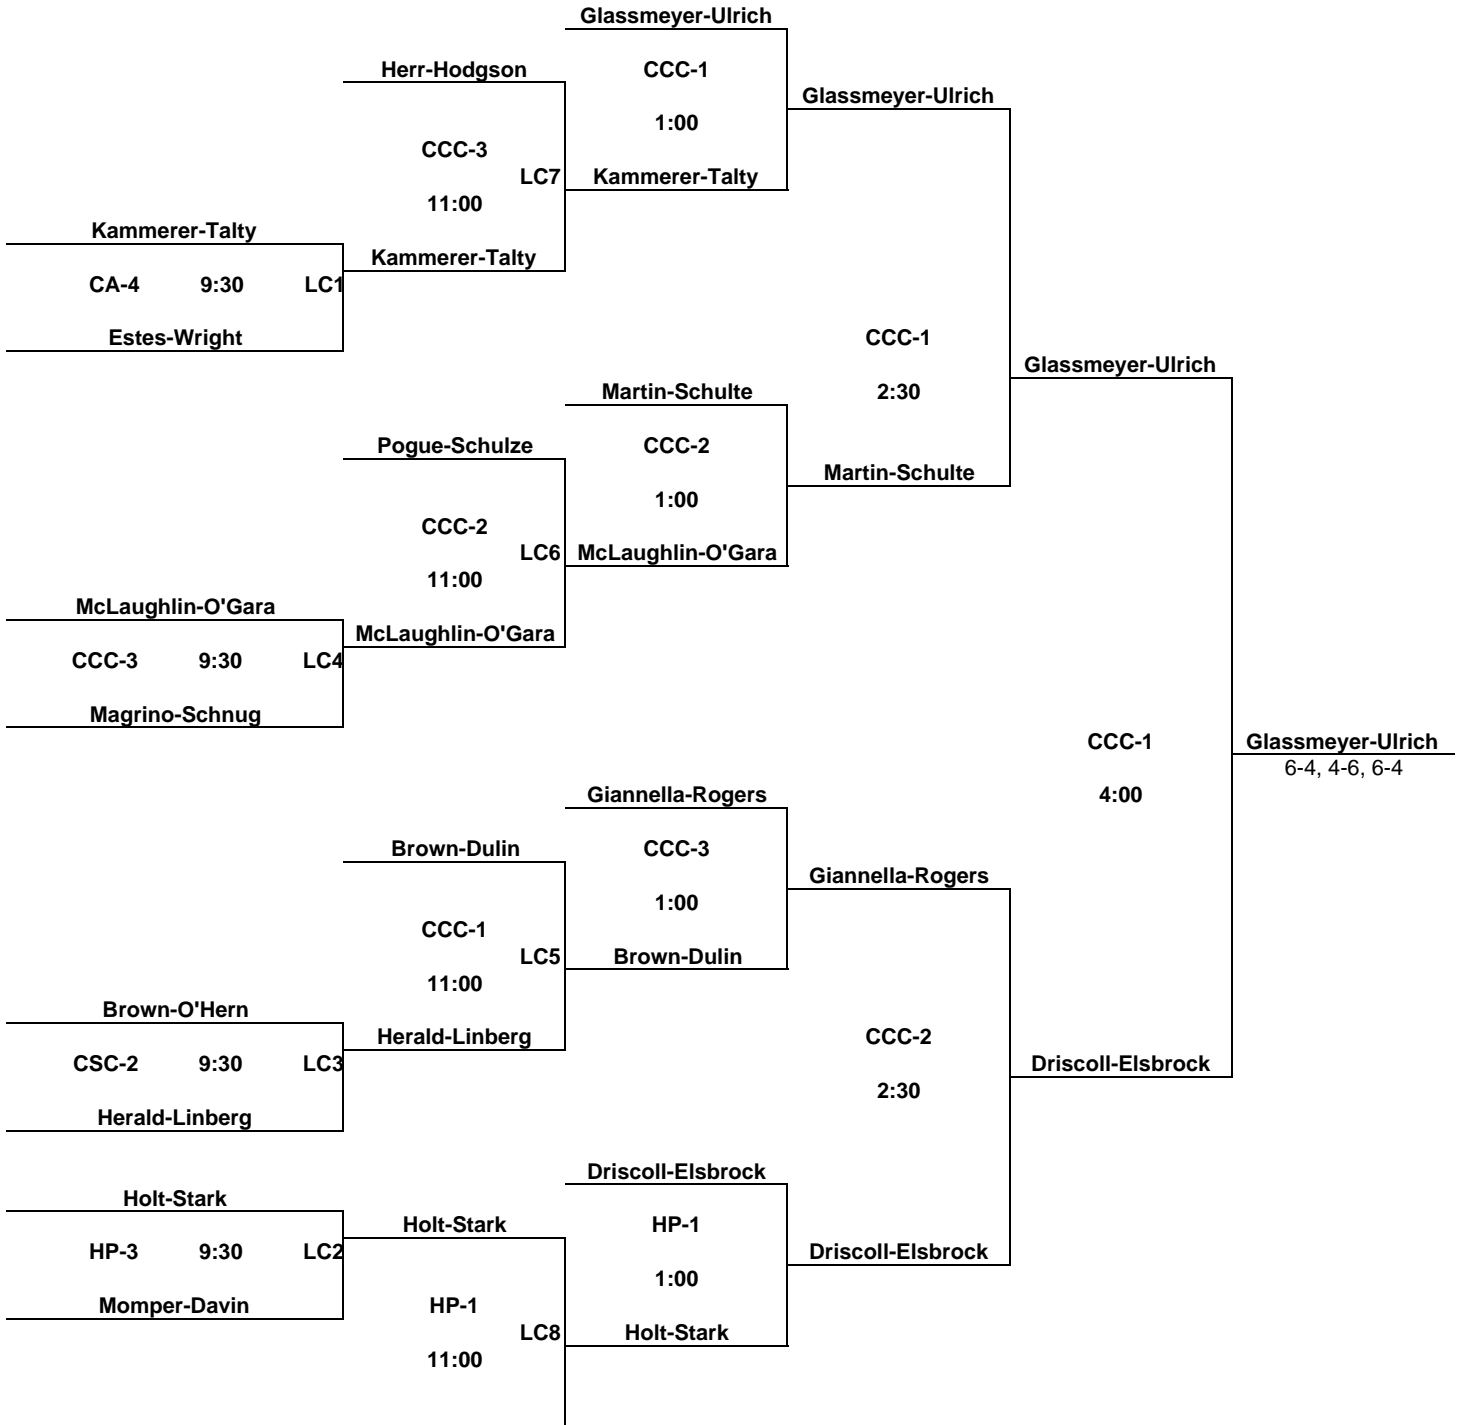 Glassmeyer-Ulrich
Herr-Hodgson
CCC-1
Glassmeyer-Ulrich
1:00
CCC-3
LC7
Kammerer-Talty
11:00
Kammerer-Talty
Kammerer-Talty
CA-4 9:30 LC1
Estes-Wright
CCC-1
Glassmeyer-Ulrich
Martin-Schulte
2:30
Pogue-Schulze
CCC-2
Martin-Schulte
1:00
CCC-2
LC6
McLaughlin-O'Gara
11:00
McLaughlin-O'Gara
McLaughlin-O'Gara
CCC-3 9:30 LC4
Magrino-Schnug
CCC-1
Glassmeyer-Ulrich
6-4, 4-6, 6-4
Giannella-Rogers
4:00
Brown-Dulin
CCC-3
Giannella-Rogers
1:00
CCC-1
LC5
Brown-Dulin
11:00
Brown-O'Hern
Herald-Linberg
CCC-2
CSC-2 9:30 LC3
Driscoll-Elsbrock
2:30
Herald-Linberg
Driscoll-Elsbrock
Holt-Stark
Holt-Stark
HP-1
HP-3 9:30 LC2
Driscoll-Elsbrock
1:00
Momper-Davin
HP-1
LC8
Holt-Stark
11:00